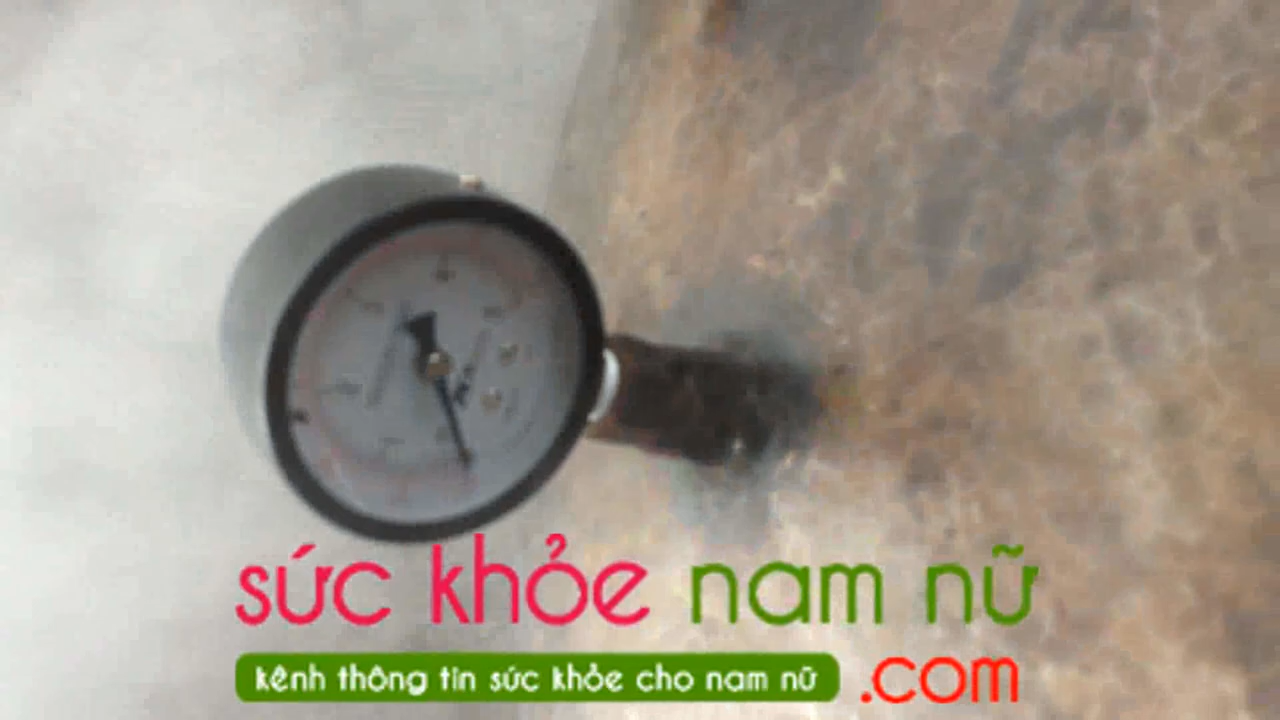 sức khỏe nam nữ
kênh thông tin sức khỏe cho nam nữ .com